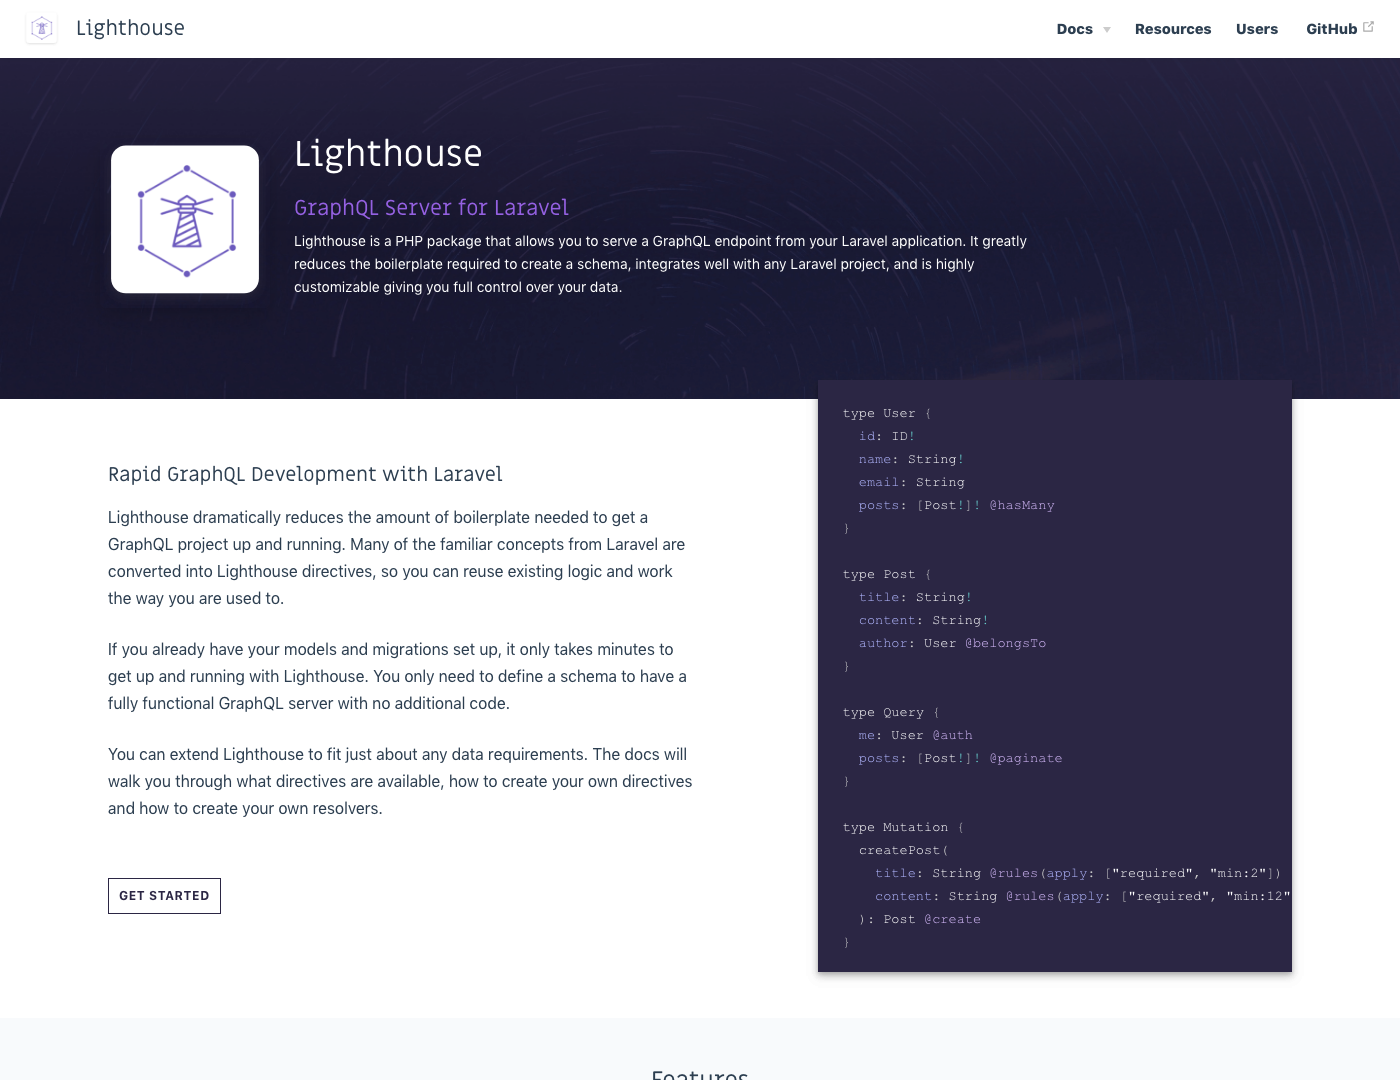 Lighthouse
Docs
Resources
Users
GitHub
Lighthouse
GraphQL Server for Laravel
Lighthouse is a PHP package that allows you to serve a GraphQL endpoint from your Laravel application. It greatly
reduces the boilerplate required to create a schema, integrates well with any Laravel project, and is highly
customizable giving you full control over your data.
Rapid GraphQL Development with Laravel
Lighthouse dramatically reduces the amount of boilerplate needed to get a
GraphQL project up and running. Many of the familiar concepts from Laravel are
converted into Lighthouse directives, so you can reuse existing logic and work
the way you are used to.
If you already have your models and migrations set up, it only takes minutes to
get up and running with Lighthouse. You only need to define a schema to have a
fully functional GraphQL server with no additional code.
You can extend Lighthouse to fit just about any data requirements. The docs will
walk you through what directives are available, how to create your own directives
and how to create your own resolvers.
GET STARTED
type User {
  id: ID!
  name: String!
  email: String
  posts: [Post!]! @hasMany
}
type Post {
  title: String!
  content: String!
  author: User @belongsTo
}
type Query {
  me: User @auth
  posts: [Post!]! @paginate
}
type Mutation {
  createPost(
    title: String @rules(apply: ["required", "min:2"])
    content: String @rules(apply: ["required", "min:12"
  ): Post @create
}
Features